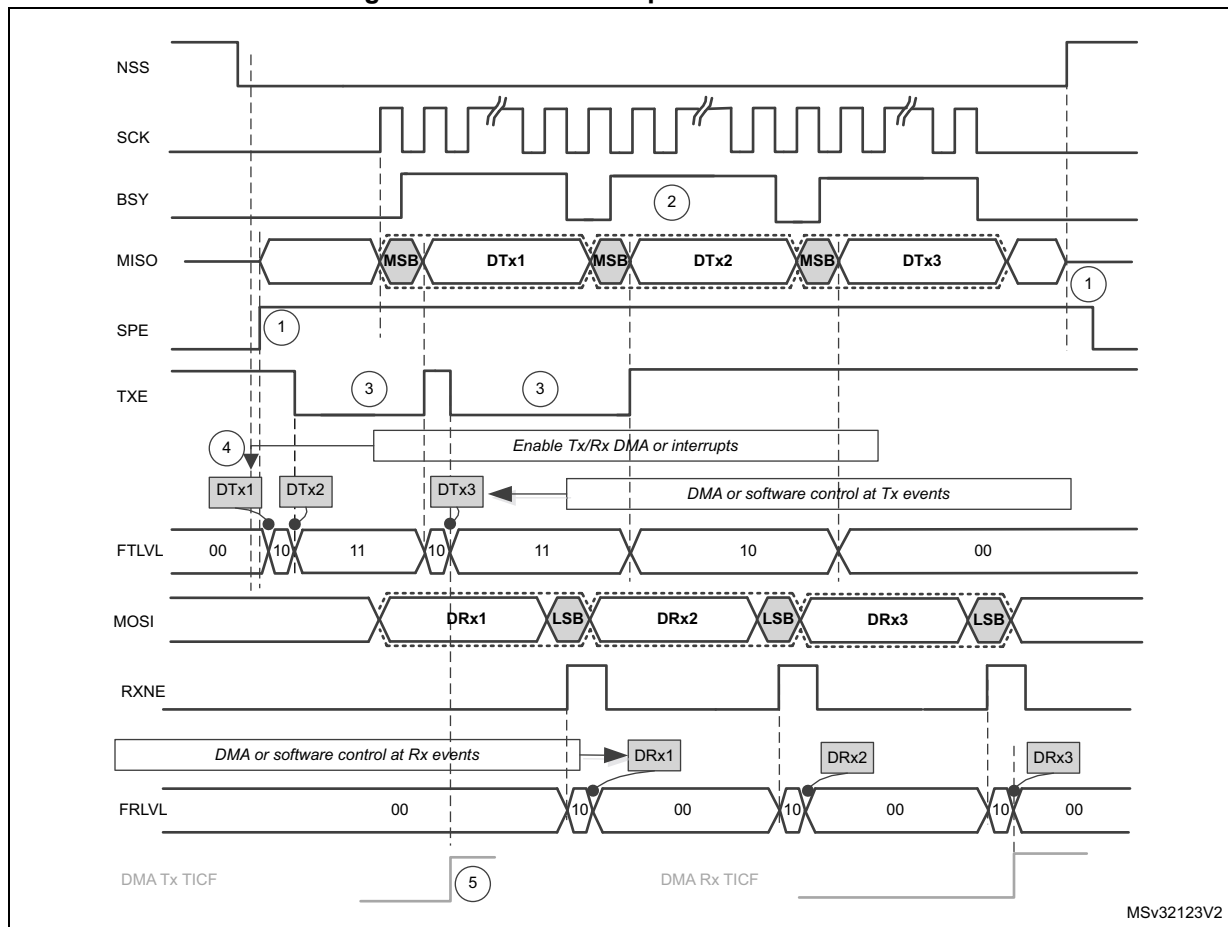 NSS
SCK
BSY
2
MISO
MSB DTx1 MSB DTx2 MSB DTx3
1
SPE
1
TXE
3 3
4
Enable Tx/Rx DMA or interrupts
DTx1 DTx2 DTx3
DMA or software control at Tx events
FTLVL
00 10 11 10 11 10 00
MOSI
DRx1 LSB DRx2 LSB DRx3 LSB
RXNE
DMA or software control at Rx events
DRx1 DRx2 DRx3
FRLVL
00 10 00 10 00 10 00
DMA Tx TICF
5
DMA Rx TICF
MSv32123V2